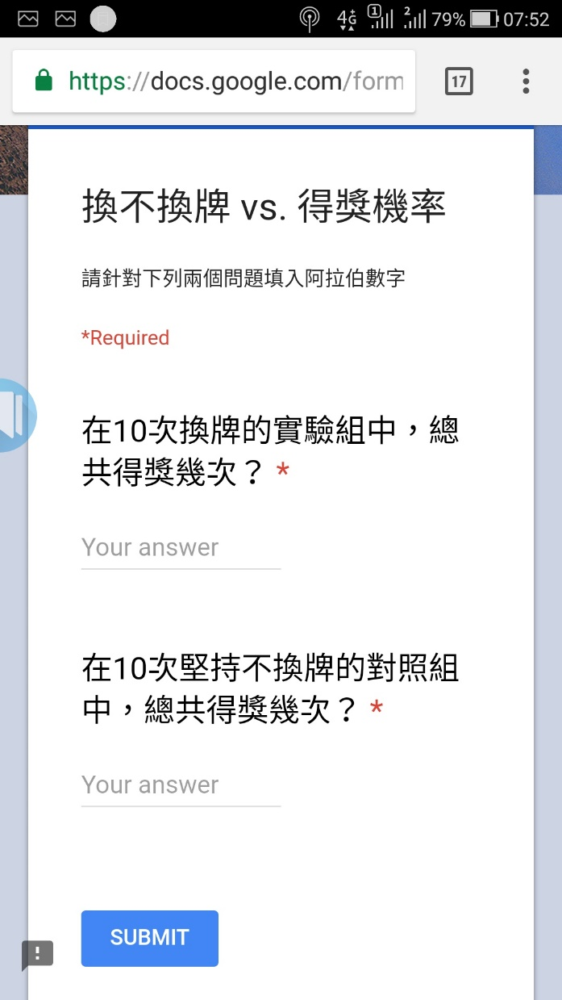 4G 1 2 79% 07:52
https://docs.google.com/form
17
換不換牌 vs. 得獎機率
請針對下列兩個問題填入阿拉伯數字
*Required
在10次換牌的實驗組中，總
共得獎幾次？ *
Your answer
在10次堅持不換牌的對照組
中，總共得獎幾次？ *
Your answer
SUBMIT
!